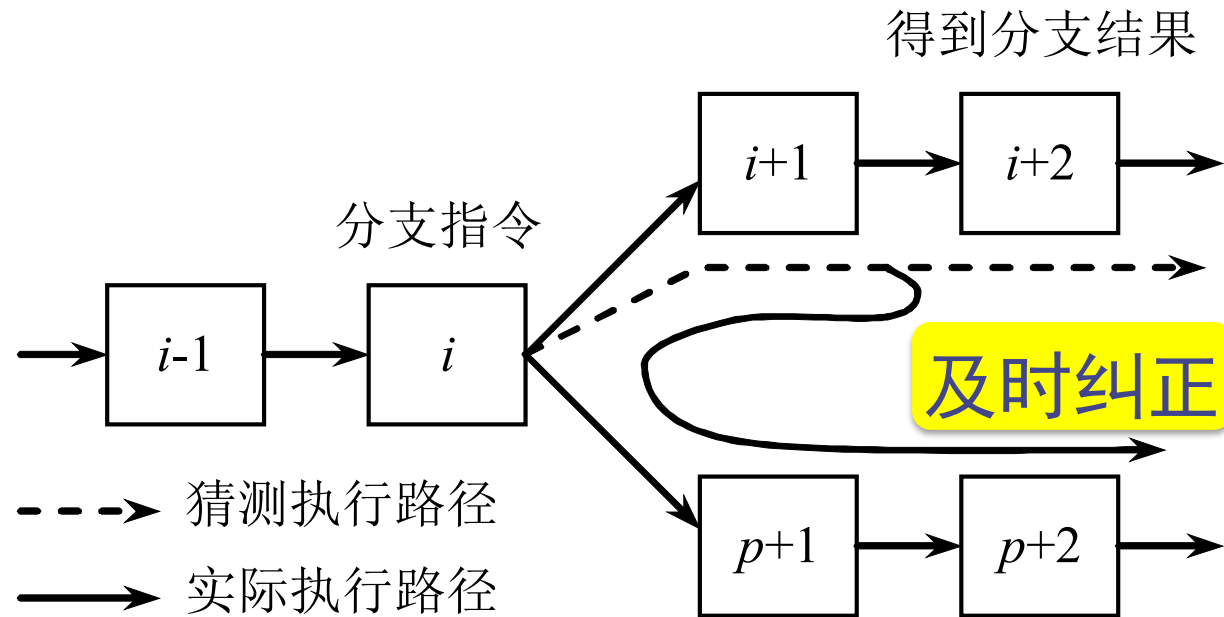 得到分支结果
i+1
i+2
分支指令
i-1
i
及时纠正
猜测执行路径
p+1
p+2
实际执行路径